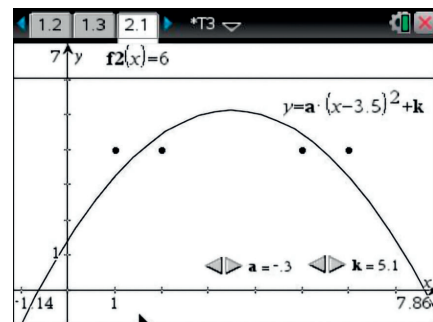 1.2 1.3 2.1 *T3
7 y f2(x)=6
y=a·(x-3.5)²+k
1 a =-.3 k =5.1
x
-1.14 1 7.86